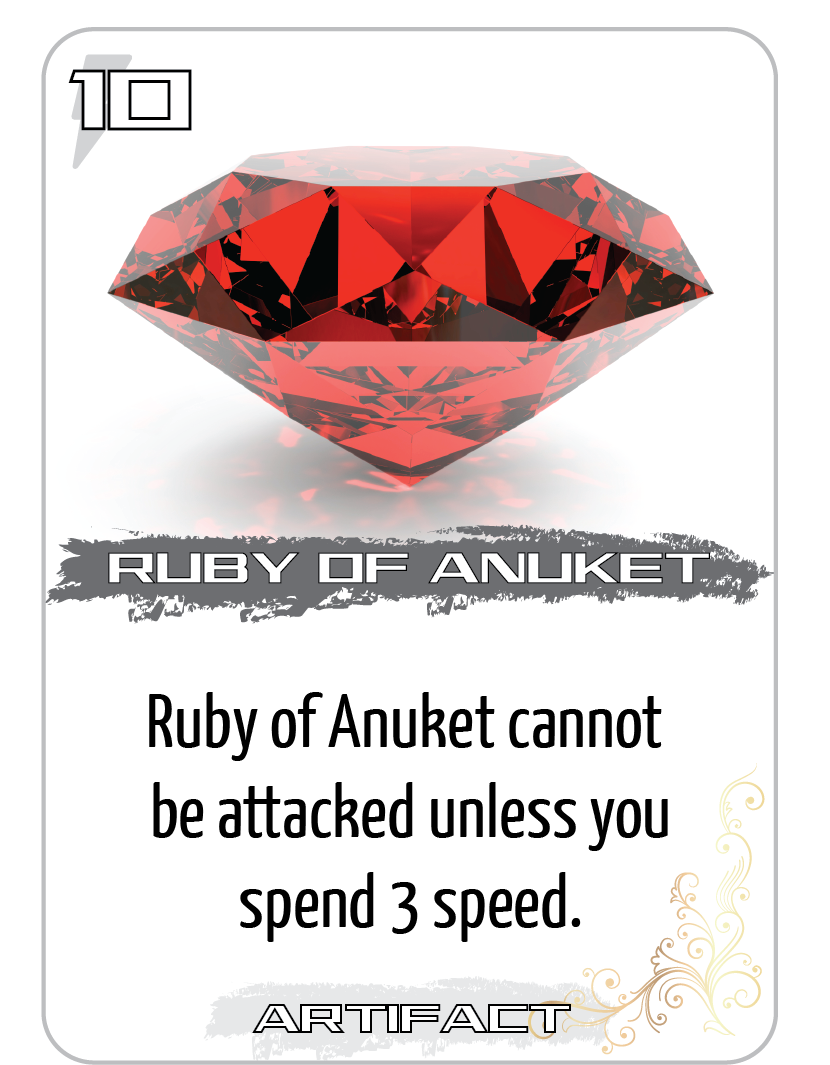 10
RUBY OF ANUKET
Ruby of Anuket cannot
be attacked unless you
spend 3 speed.
ARTIFACT